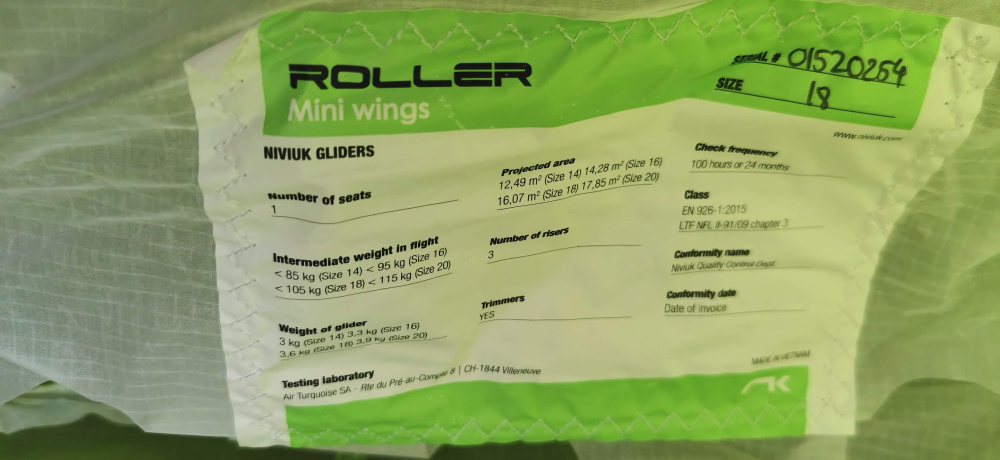 ROLLER
Mini wings
SERIAL # 01520254
SIZE 18
www.niviuk.com
NIVIUK GLIDERS
Number of seats
1
Intermediate weight in flight
< 85 kg (Size 14) < 95 kg (Size 16)
< 105 kg (Size 18) < 115 kg (Size 20)
Weight of glider
3 kg (Size 14) 3.3 kg (Size 16)
3,6 kg (Size 18) 3,9 kg (Size 20)
Testing laboratory
Air Turquoise SA - Rte du Pré-au-Compte 8 | CH-1844 Villeneuve
Projected area
12,49 m² (Size 14) 14,28 m² (Size 16)
16,07 m² (Size 18) 17,85 m² (Size 20)
Number of risers
3
Trimmers
YES
Check frequency
100 hours or 24 months
Class
EN 926-1:2015
LTF NFL II-91/09 chapter 3
Conformity name
Niviuk Quality Control Dept.
Conformity date
Date of invoice
MADE IN VIETNAM